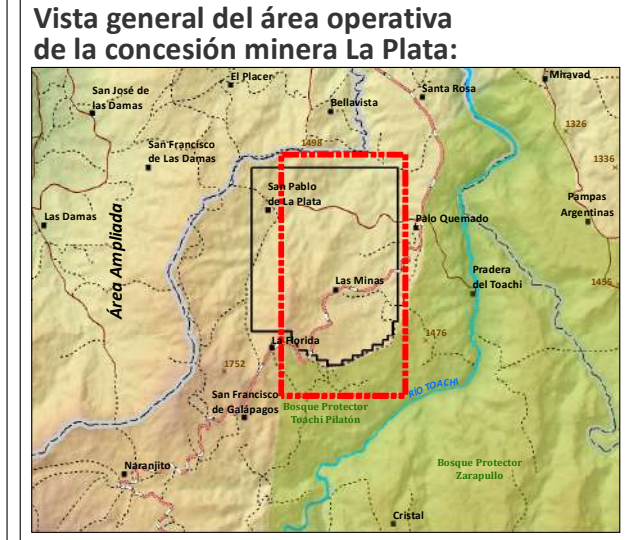 Vista general del área operativa
de la concesión minera La Plata:
El Placer
Miravad
San José de
las Damas
Santa Rosa
Bellavista
1326
1498
San Francisco
de Las Damas
1336
San Pablo
de La Plata
Pampas
Argentinas
Las Damas
Palo Quemado
Área Ampliada
Las Minas
Pradera
del Toachi
1455
1476
La Florida
1752
RÍO TOACHI
San Francisco
de Galápagos
Bosque Protector
Toachi Pilatón
Naranjito
Bosque Protector
Zarapullo
Cristal